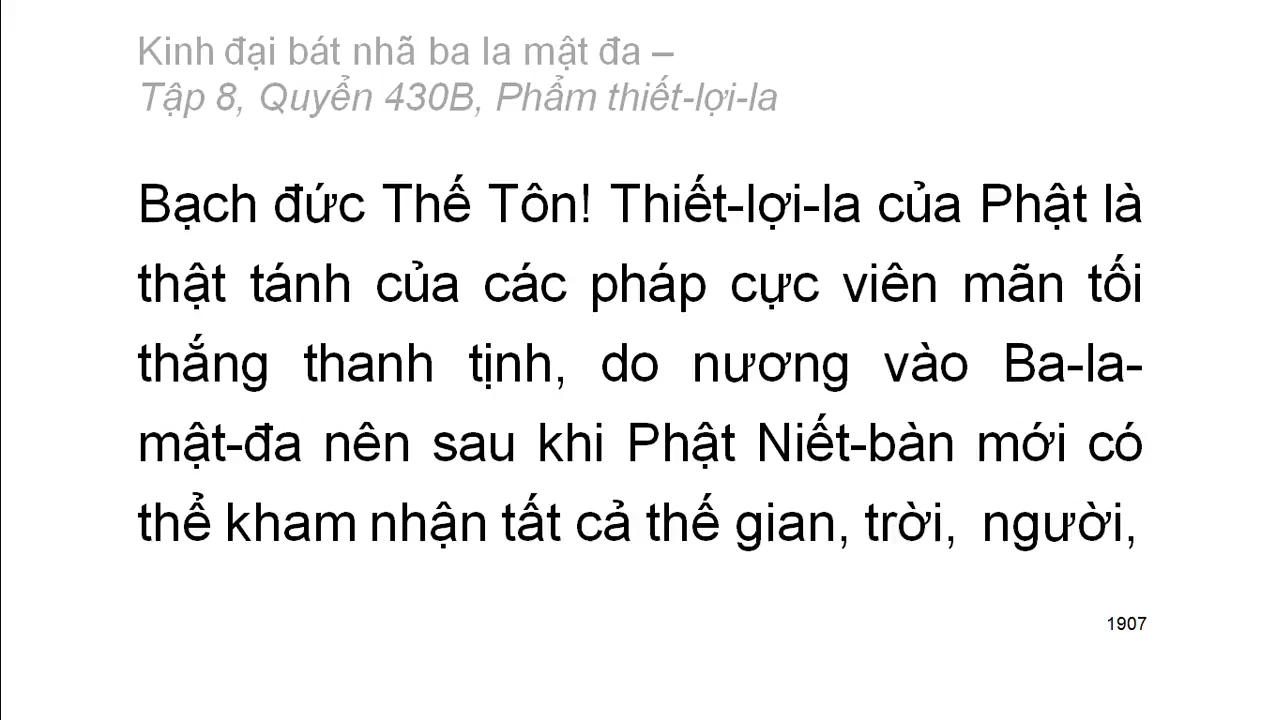 Kinh đại bát nhã ba la mật đa –
Tập 8, Quyển 430B, Phẩm thiết-lợi-la
Bạch đức Thế Tôn! Thiết-lợi-la của Phật là
thật tánh của các pháp cực viên mãn tối
thắng thanh tịnh, do nương vào Ba-la-
mật-đa nên sau khi Phật Niết-bàn mới có
thể kham nhận tất cả thế gian, trời, người,
1907